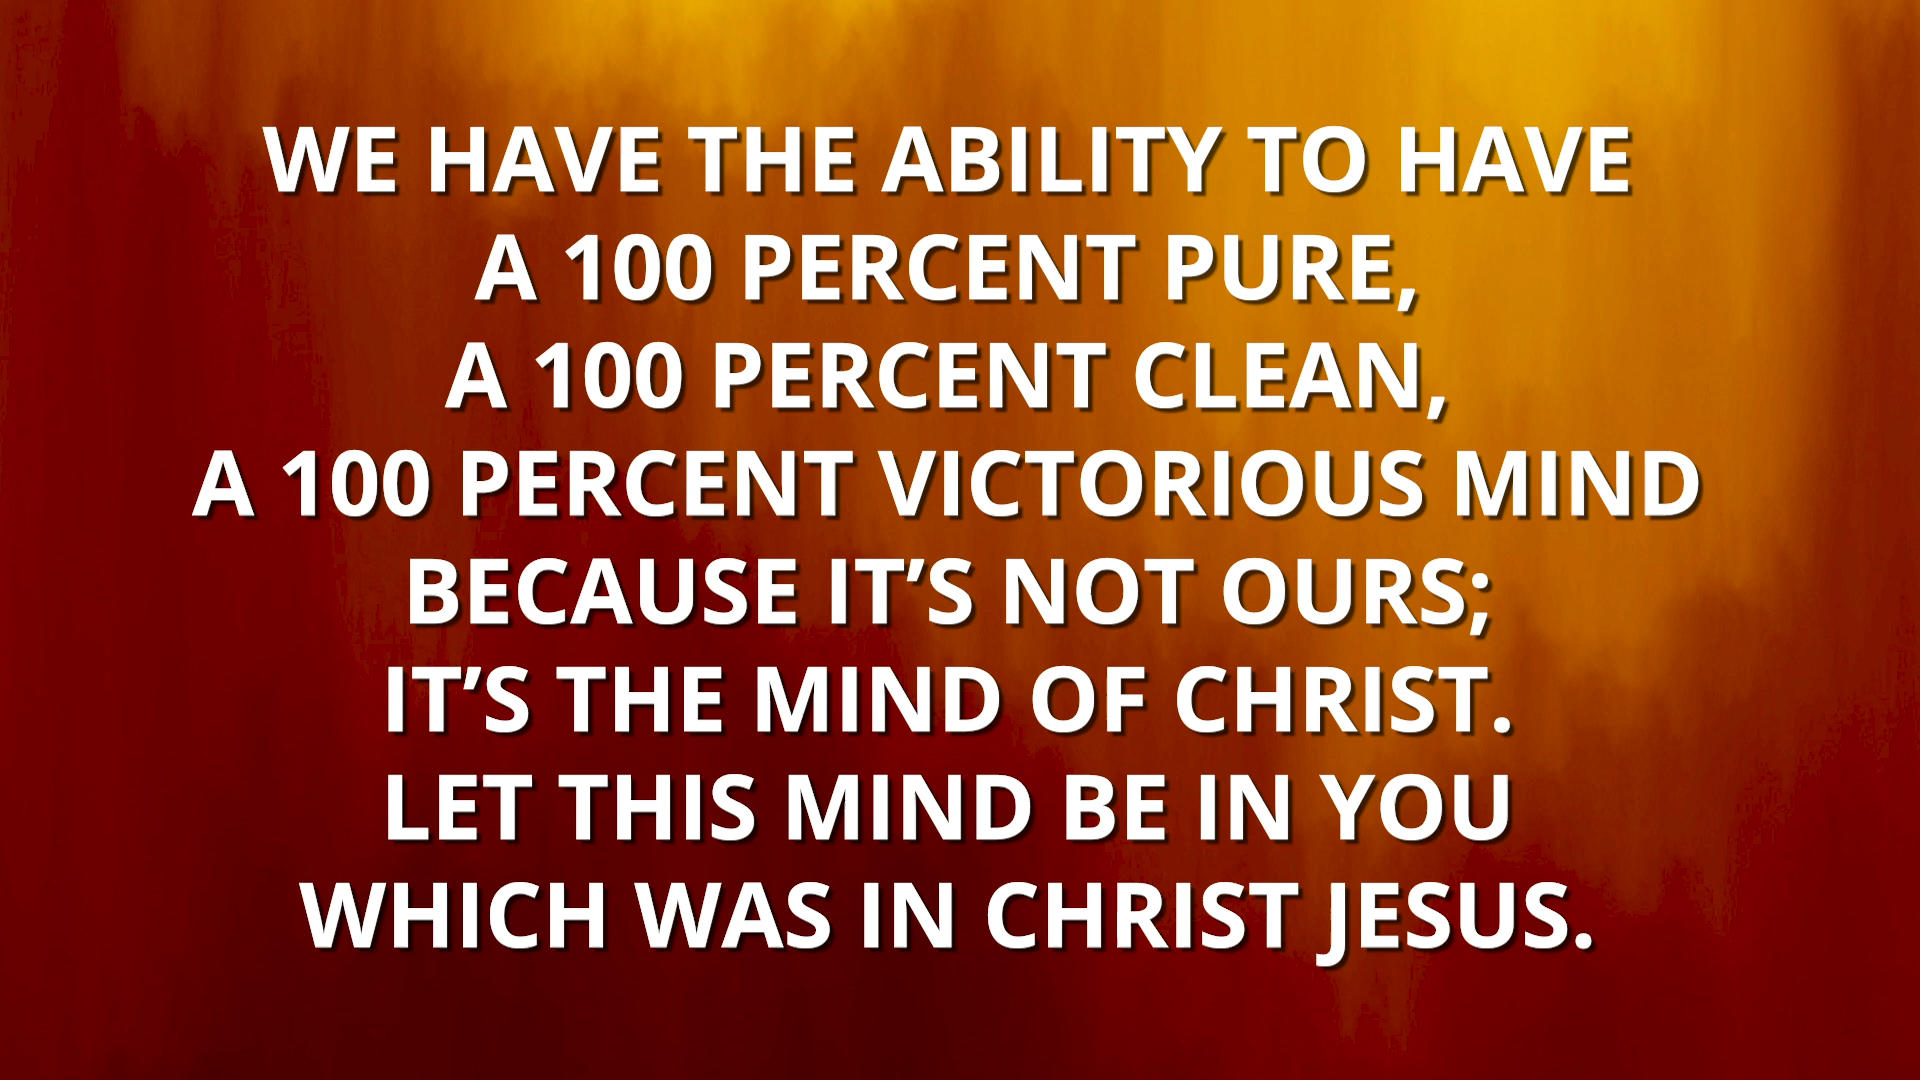 WE HAVE THE ABILITY TO HAVE
A 100 PERCENT PURE,
A 100 PERCENT CLEAN,
A 100 PERCENT VICTORIOUS MIND
BECAUSE IT’S NOT OURS;
IT’S THE MIND OF CHRIST.
LET THIS MIND BE IN YOU
WHICH WAS IN CHRIST JESUS.